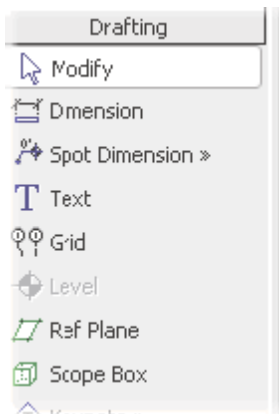 Drafting
Modify
Dimension
Spot Dimension »
Text
Grid
Level
Ref Plane
Scope Box